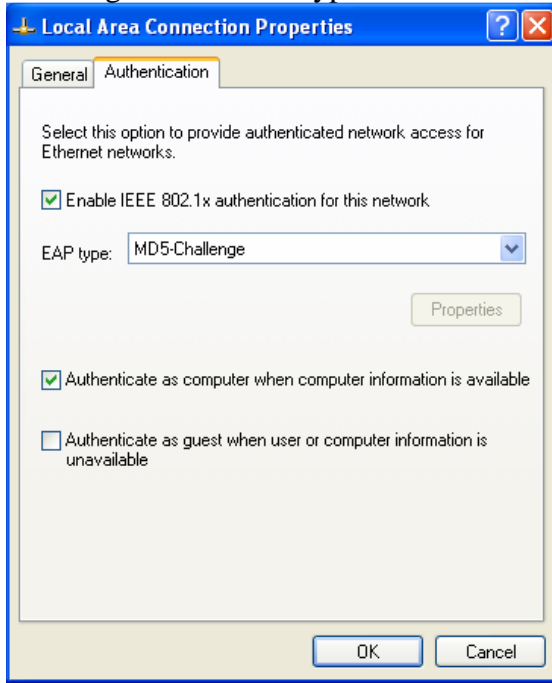 Local Area Connection Properties
General Authentication
Select this option to provide authenticated network access for
Ethernet networks.
Enable IEEE 802.1x authentication for this network
EAP type: MD5-Challenge
Properties
Authenticate as computer when computer information is available
Authenticate as guest when user or computer information is
unavailable
OK Cancel